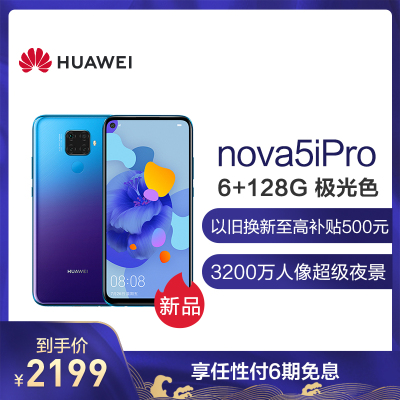 HUAWEI
nova5iPro
6+128G 极光色
以旧换新至高补贴500元
3200万人像超级夜景
08:08
HUAWEI
新品
到手价
¥2199
享任性付6期免息